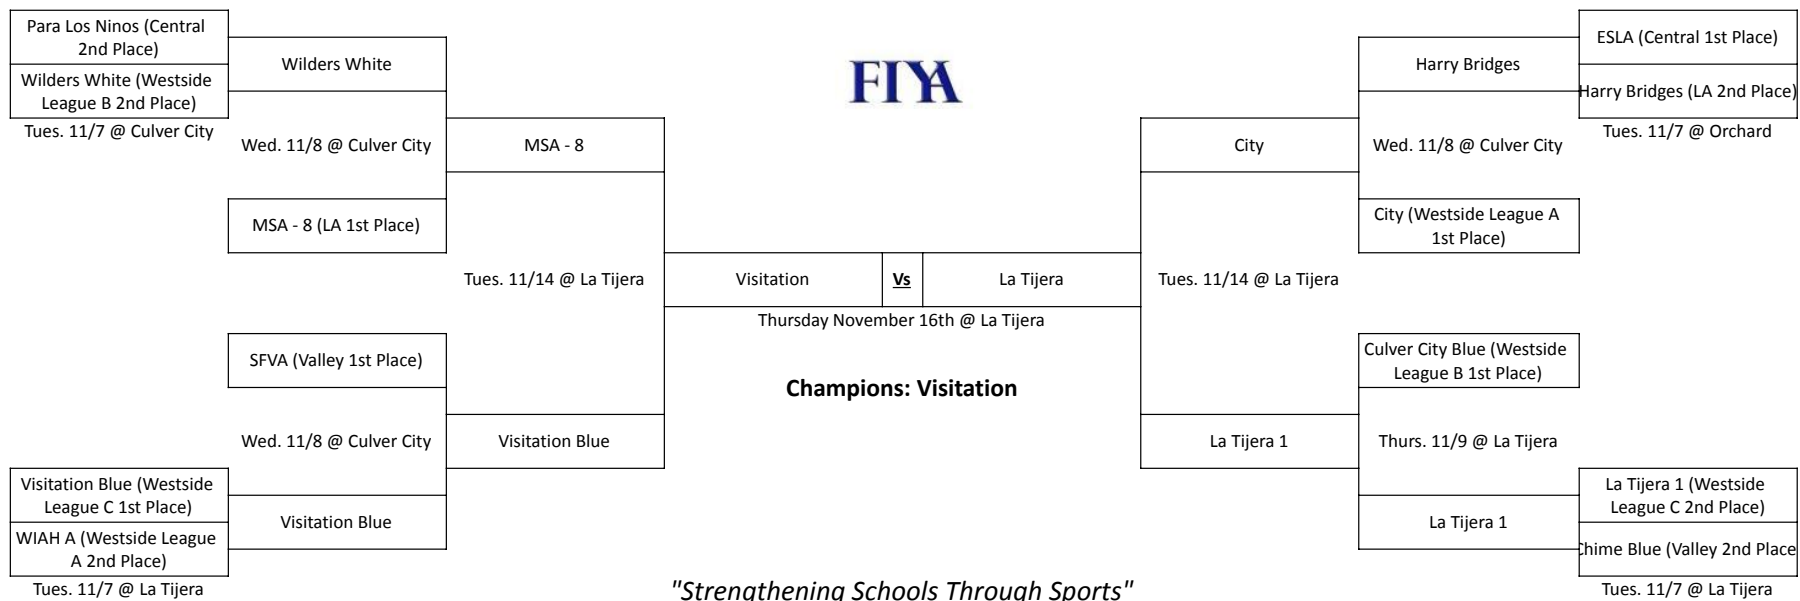 Para Los Ninos (Central
2nd Place)
Wilders White (Westside
League B 2nd Place)
Tues. 11/7 @ Culver City
Wilders White
Wed. 11/8 @ Culver City
MSA - 8 (LA 1st Place)
MSA - 8
Tues. 11/14 @ La Tijera
SFVA (Valley 1st Place)
Wed. 11/8 @ Culver City
Visitation Blue (Westside
League C 1st Place)
WIAH A (Westside League
A 2nd Place)
Tues. 11/7 @ La Tijera
Visitation Blue
Visitation Blue
FIYA
Visitation
Vs
La Tijera
Thursday November 16th @ La Tijera
Champions: Visitation
"Strengthening Schools Through Sports"
City
Tues. 11/14 @ La Tijera
La Tijera 1
Harry Bridges
Wed. 11/8 @ Culver City
City (Westside League A
1st Place)
Culver City Blue (Westside
League B 1st Place)
Thurs. 11/9 @ La Tijera
La Tijera 1
ESLA (Central 1st Place)
Harry Bridges (LA 2nd Place)
Tues. 11/7 @ Orchard
La Tijera 1 (Westside
League C 2nd Place)
Chime Blue (Valley 2nd Place
Tues. 11/7 @ La Tijera